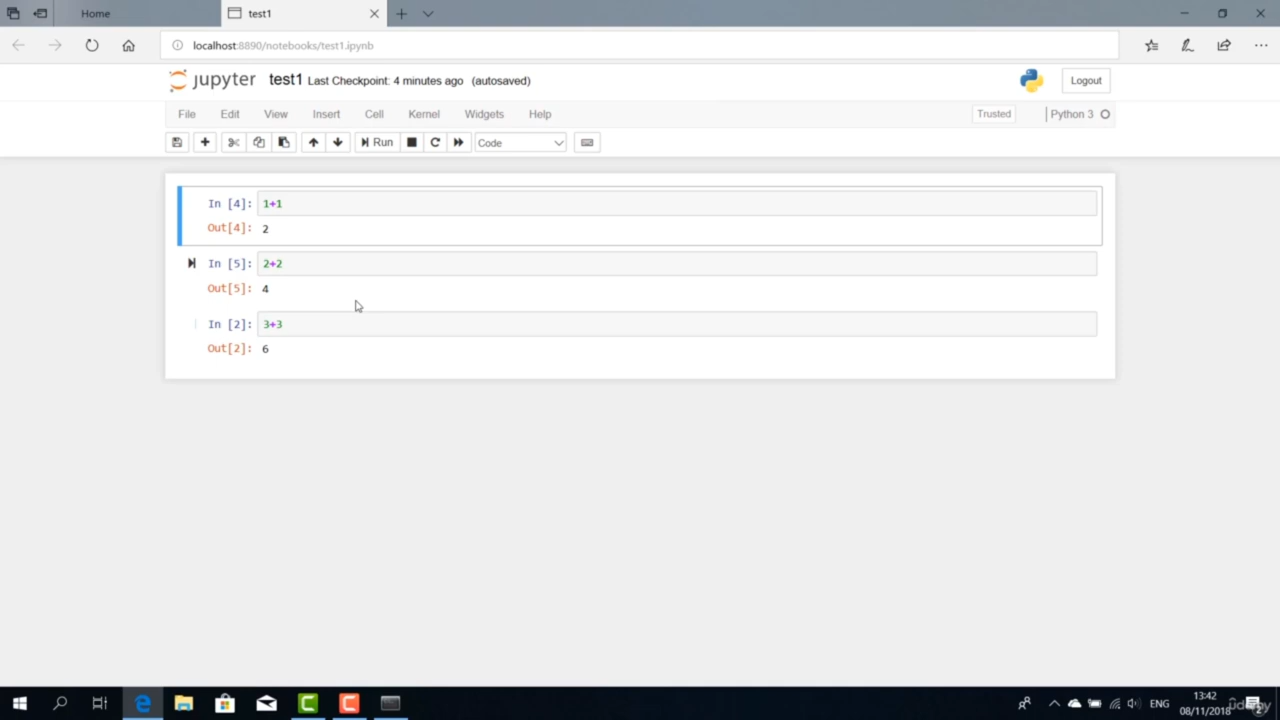 Home
test1
localhost:8890/notebooks/test1.ipynb
jupyter test1 Last Checkpoint: 4 minutes ago (autosaved)
Logout
File Edit View Insert Cell Kernel Widgets Help
Trusted
Python 3
Run
Code
In [4]: 1+1
Out[4]: 2
In [5]: 2+2
Out[5]: 4
In [2]: 3+3
Out[2]: 6
ENG
13:42
08/11/2018
udemy
2